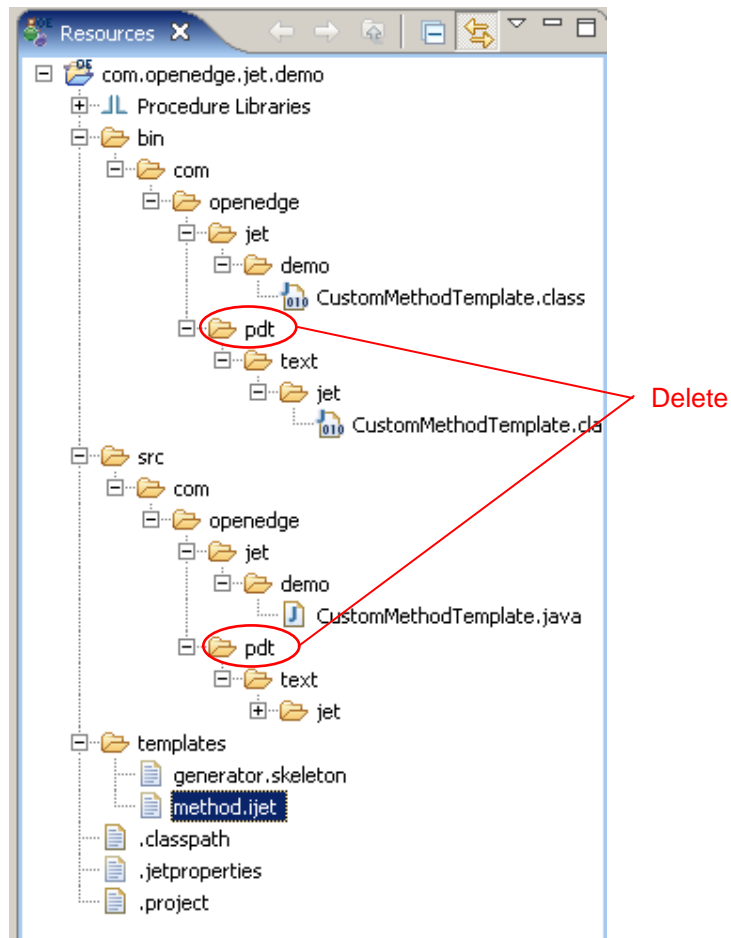 Resources
com.openedge.jet.demo
Procedure Libraries
bin
com
openedge
jet
demo
CustomMethodTemplate.class
pdt
text
jet
CustomMethodTemplate.cla
Delete
src
com
openedge
jet
demo
CustomMethodTemplate.java
pdt
text
jet
templates
generator.skeleton
method.ijet
.classpath
.jetproperties
.project